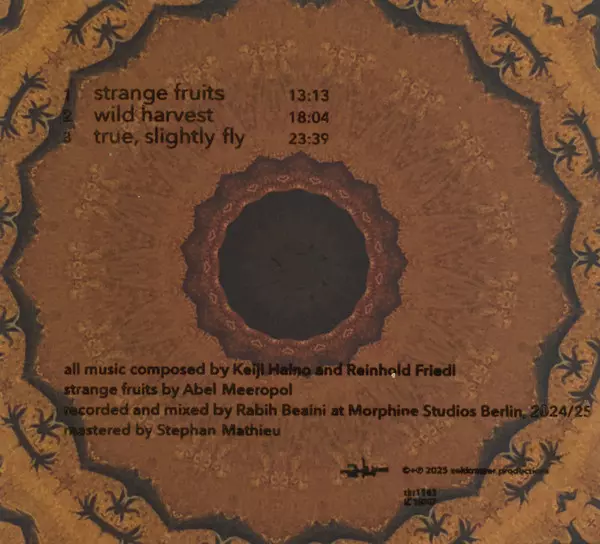 1 strange fruits 13:13
2 wild harvest 18:04
3 true, slightly fly 23:39
all music composed by Keiji Haino and Reinhold Friedl
strange fruits by Abel Meeropol
recorded and mixed by Rabih Beaini at Morphine Studios Berlin, 2024/25
mastered by Stephan Mathieu
©+℗ 2025 zeitkratzer productions